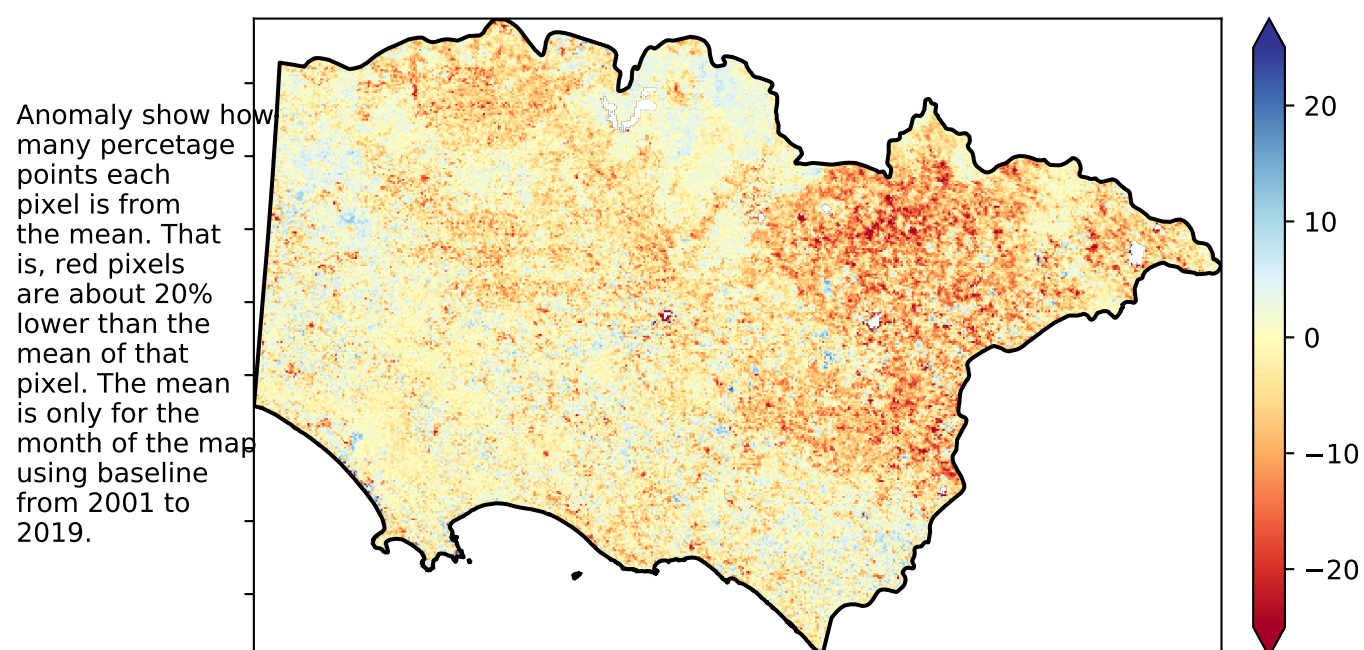 Anomaly show how
many percetage
points each
pixel is from
the mean. That
is, red pixels
are about 20%
lower than the
mean of that
pixel. The mean
is only for the
month of the map
using baseline
from 2001 to
2019.
20
10
0
−10
−20